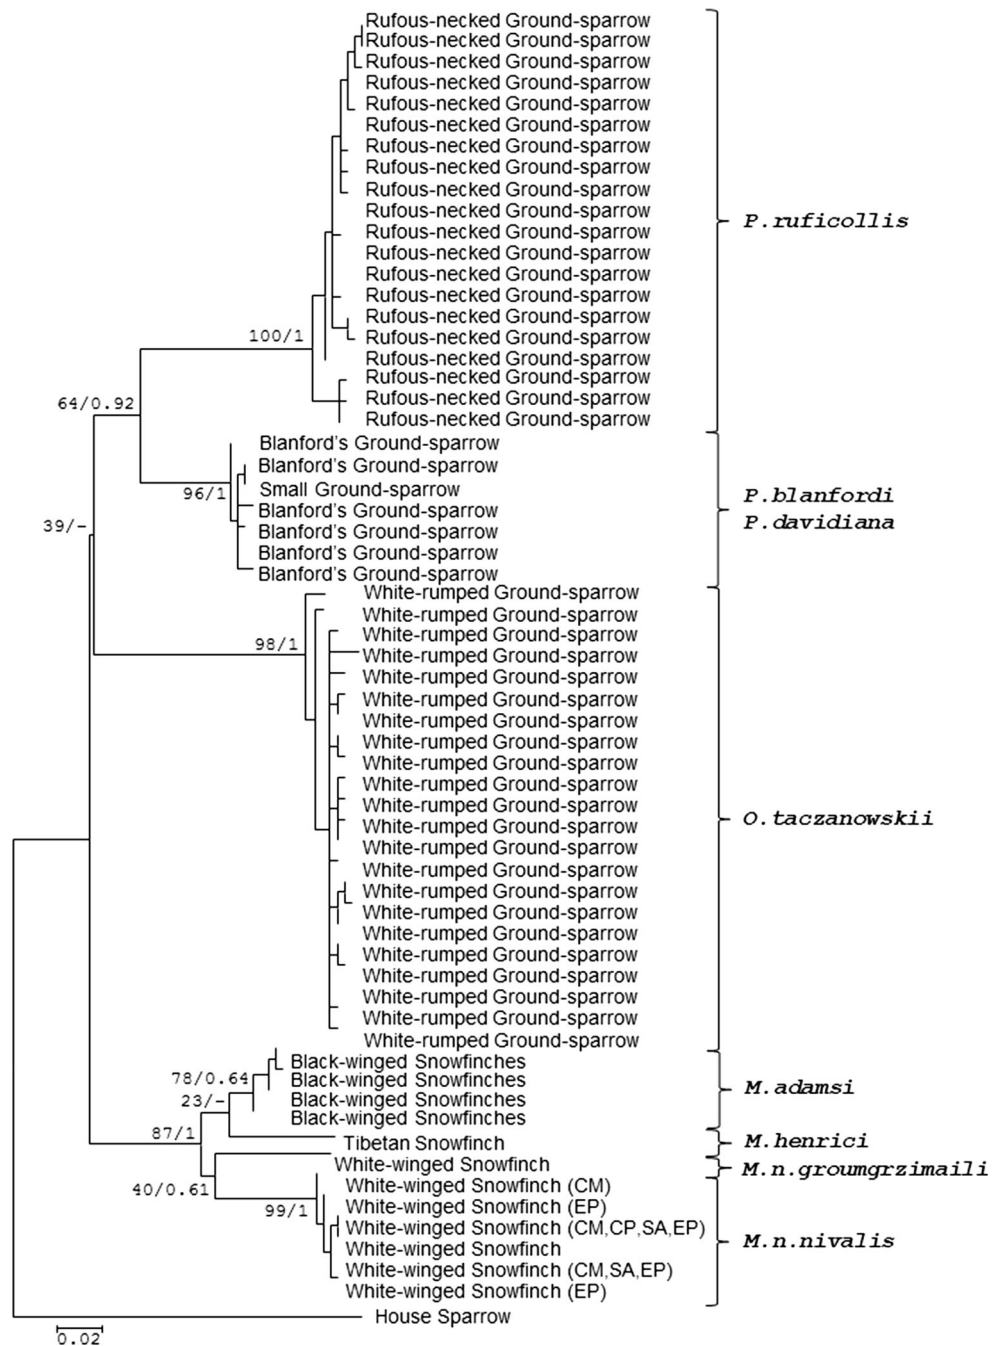 Rufous-necked Ground-sparrow
Rufous-necked Ground-sparrow
Rufous-necked Ground-sparrow
Rufous-necked Ground-sparrow
Rufous-necked Ground-sparrow
Rufous-necked Ground-sparrow
Rufous-necked Ground-sparrow
Rufous-necked Ground-sparrow
Rufous-necked Ground-sparrow
Rufous-necked Ground-sparrow
P.ruficollis
Rufous-necked Ground-sparrow
Rufous-necked Ground-sparrow
Rufous-necked Ground-sparrow
Rufous-necked Ground-sparrow
Rufous-necked Ground-sparrow
100/1
Rufous-necked Ground-sparrow
Rufous-necked Ground-sparrow
Rufous-necked Ground-sparrow
64/0.92
Rufous-necked Ground-sparrow
Rufous-necked Ground-sparrow
Blanford's Ground-sparrow
Blanford's Ground-sparrow
96/1
Small Ground-sparrow
P.blanfordi
Blanford's Ground-sparrow
P.davidiana
39/-
Blanford's Ground-sparrow
Blanford's Ground-sparrow
Blanford's Ground-sparrow
White-rumped Ground-sparrow
White-rumped Ground-sparrow
White-rumped Ground-sparrow
98/1
White-rumped Ground-sparrow
White-rumped Ground-sparrow
White-rumped Ground-sparrow
White-rumped Ground-sparrow
White-rumped Ground-sparrow
White-rumped Ground-sparrow
White-rumped Ground-sparrow
White-rumped Ground-sparrow
O.taczanowskii
White-rumped Ground-sparrow
White-rumped Ground-sparrow
White-rumped Ground-sparrow
White-rumped Ground-sparrow
White-rumped Ground-sparrow
White-rumped Ground-sparrow
White-rumped Ground-sparrow
White-rumped Ground-sparrow
White-rumped Ground-sparrow
White-rumped Ground-sparrow
White-rumped Ground-sparrow
Black-winged Snowfinches
78/0.64
Black-winged Snowfinches
M.adamsi
23/-
Black-winged Snowfinches
Black-winged Snowfinches
87/1
Tibetan Snowfinch
M.henrici
White-winged Snowfinch
M.n.groumgrzimaili
40/0.61
White-winged Snowfinch (CM)
99/1
White-winged Snowfinch (EP)
White-winged Snowfinch (CM,CP,SA,EP)
M.n.nivalis
White-winged Snowfinch
White-winged Snowfinch (CM,SA,EP)
White-winged Snowfinch (EP)
House Sparrow
0.02